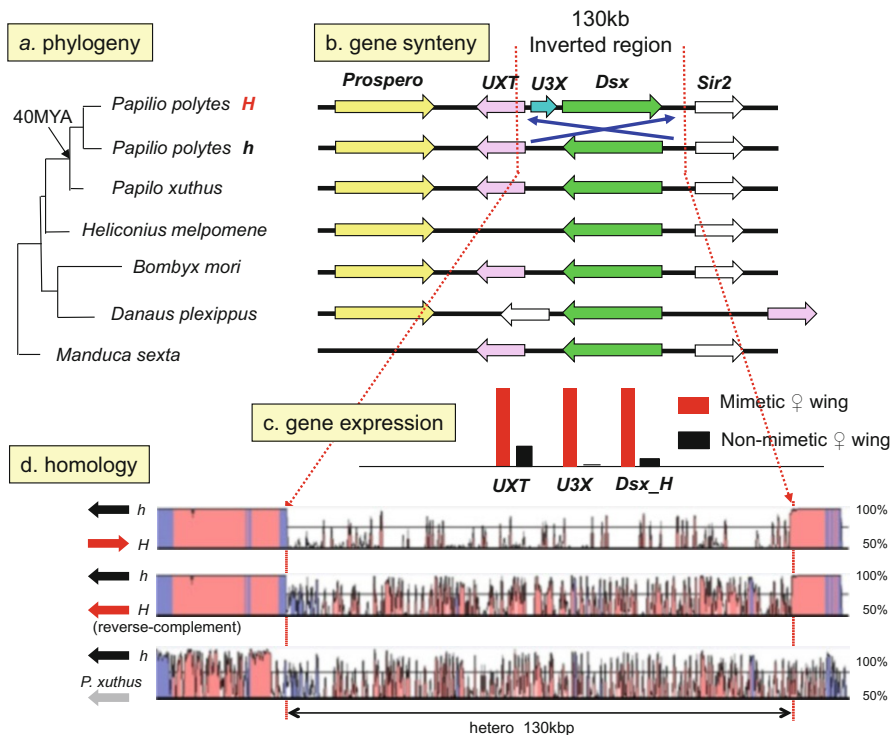 a. phylogeny
40MYA
Papilio polytes H
Papilio polytes h
Papilo xuthus
Heliconius melpomene
Bombyx mori
Danaus plexippus
Manduca sexta
b. gene synteny
130kb
Inverted region
Prospero UXT U3X Dsx Sir2
c. gene expression
Mimetic ♀ wing
Non-mimetic ♀ wing
UXT U3X Dsx_H
d. homology
h 100%
H 50%
h 100%
H 50%
(reverse-complement)
h 100%
P. xuthus 50%
hetero 130kbp